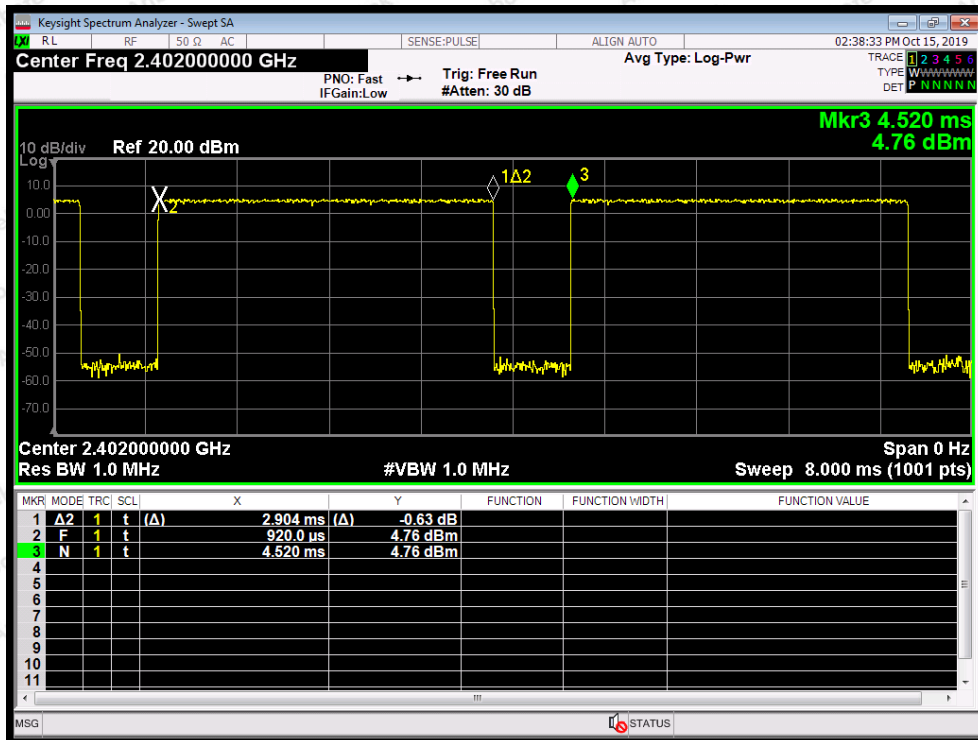 Keysight Spectrum Analyzer - Swept SA
LXI RL RF 50 Ω AC SENSE:PULSE ALIGN AUTO 02:38:33 PM Oct 15, 2019
Center Freq 2.402000000 GHz
PNO: Fast
IFGain:Low
Trig: Free Run
#Atten: 30 dB
Avg Type: Log-Pwr
TRACE 1 2 3 4 5 6
TYPE WWWWWW
DET P N N N N N
Mkr3 4.520 ms
4.76 dBm
10 dB/div Ref 20.00 dBm
Log
10.0
0.00
-10.0
-20.0
-30.0
-40.0
-50.0
-60.0
-70.0
X2
1Δ2
3
Center 2.402000000 GHz Span 0 Hz
Res BW 1.0 MHz #VBW 1.0 MHz Sweep 8.000 ms (1001 pts)
MKR MODE TRC SCL X Y FUNCTION FUNCTION WIDTH FUNCTION VALUE
1 Δ2 1 t (Δ) 2.904 ms (Δ) -0.63 dB
2 F 1 t 920.0 µs 4.76 dBm
3 N 1 t 4.520 ms 4.76 dBm
4
5
6
7
8
9
10
11
MSG STATUS